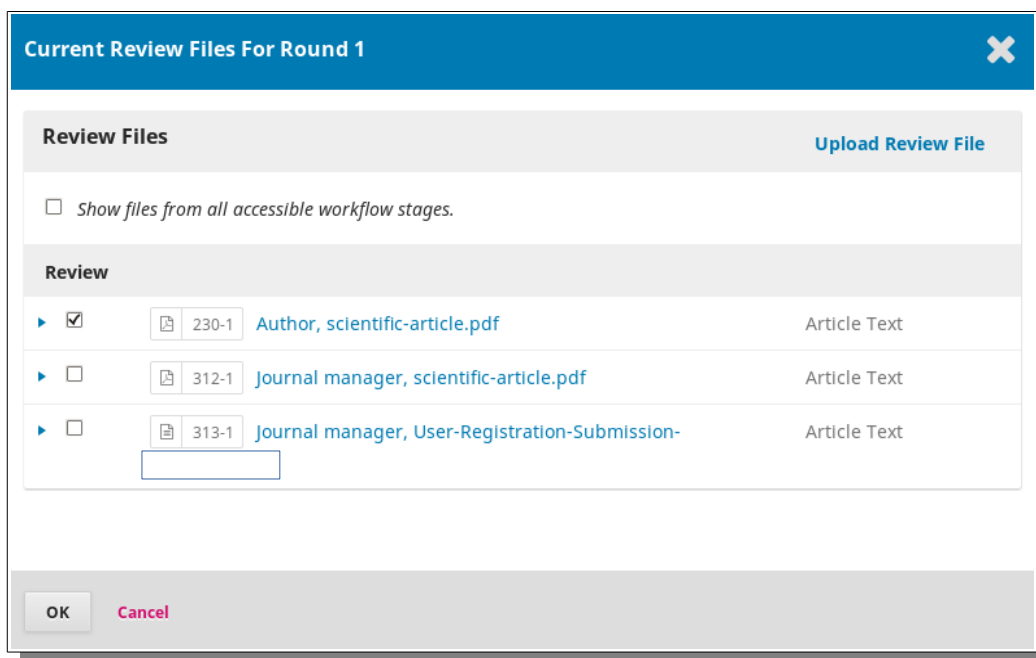 Current Review Files For Round 1
Review Files
Upload Review File
Show files from all accessible workflow stages.
Review
230-1 Author, scientific-article.pdf Article Text
312-1 Journal manager, scientific-article.pdf Article Text
313-1 Journal manager, User-Registration-Submission- Article Text
OK Cancel